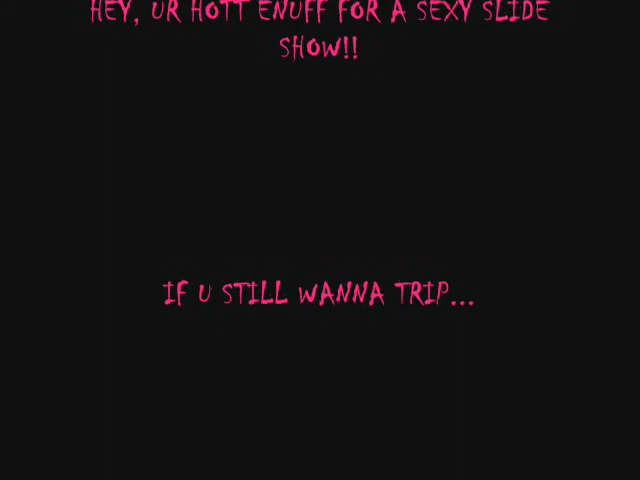 HEY, UR HOTT ENUFF FOR A SEXY SLIDE
SHOW!!
IF U STILL WANNA TRIP...